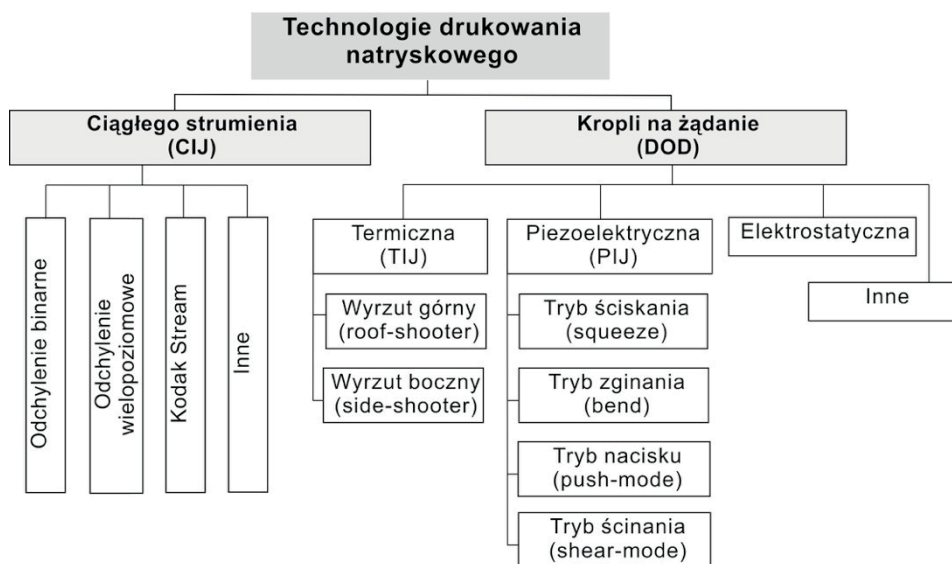 Technologie drukowania
natryskowego
Ciągłego strumienia
(CIJ)
Kropli na żądanie
(DOD)
Odchylenie binarne
Odchylenie
wielopoziomowe
Kodak Stream
Inne
Termiczna
(TIJ)
Wyrzut górny
(roof-shooter)
Wyrzut boczny
(side-shooter)
Piezoelektryczna
(PIJ)
Tryb ściskania
(squeeze)
Tryb zginania
(bend)
Tryb nacisku
(push-mode)
Tryb ścinania
(shear-mode)
Elektrostatyczna
Inne